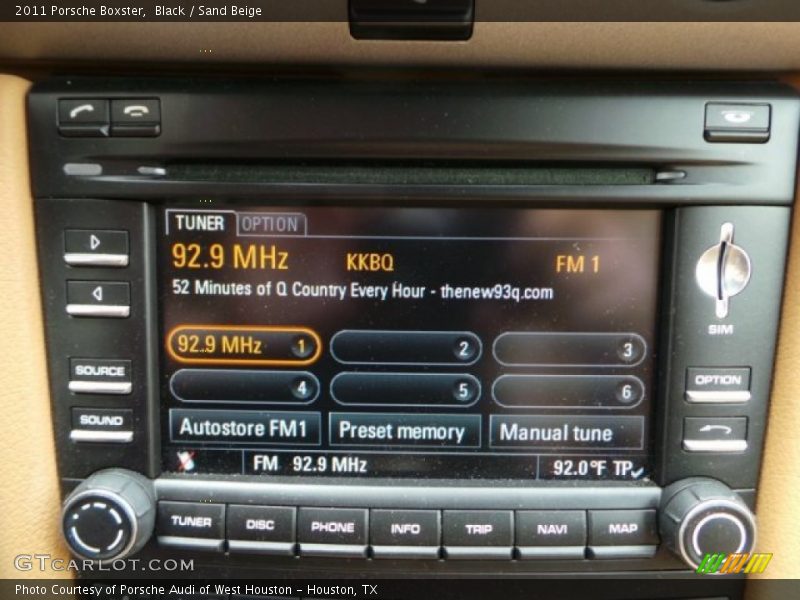 2011 Porsche Boxster,  Black / Sand Beige
TUNER OPTION
92.9 MHz KKBQ FM 1
52 Minutes of Q Country Every Hour - thenew93q.com
92.9 MHz 1 2 3
4 5 6
Autostore FM1 Preset memory Manual tune
FM 92.9 MHz 92.0°F TP
SOURCE
SOUND
SIM
OPTION
TUNER DISC PHONE INFO TRIP NAVI MAP
GTCARLOT.COM
Photo Courtesy of Porsche Audi of West Houston – Houston, TX